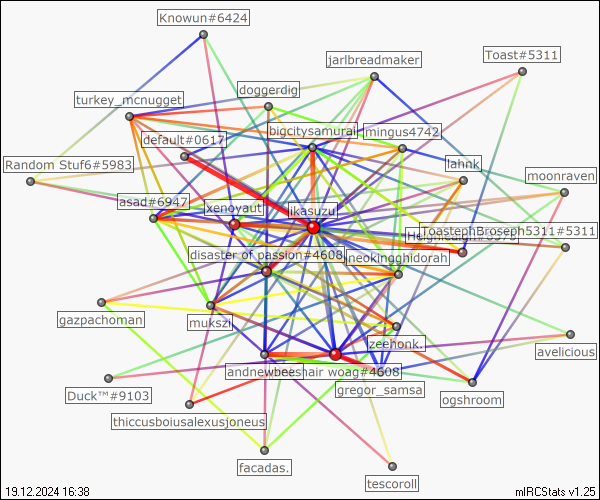 Knowun#6424
Toast#5311
jarlbreadmaker
doggerdig
turkey_mcnugget
bigcitysamurai
mingus4742
default#0617
Random Stuf6#5983
lahnk
moonraven
asad#6947
xenoyaut
ikasuzu
ToastephBroseph5311#5311
disaster of passion#4608
neokingghidorah
mukszi
gazpachoman
zeehonk.
avelicious
andnewbees
hair woag#4608
gregor_samsa
Duck™#9103
ogshroom
thiccusboiusalexusjoneus
facadas.
tescoroll
19.12.2024 16:38
mIRCStats v1.25